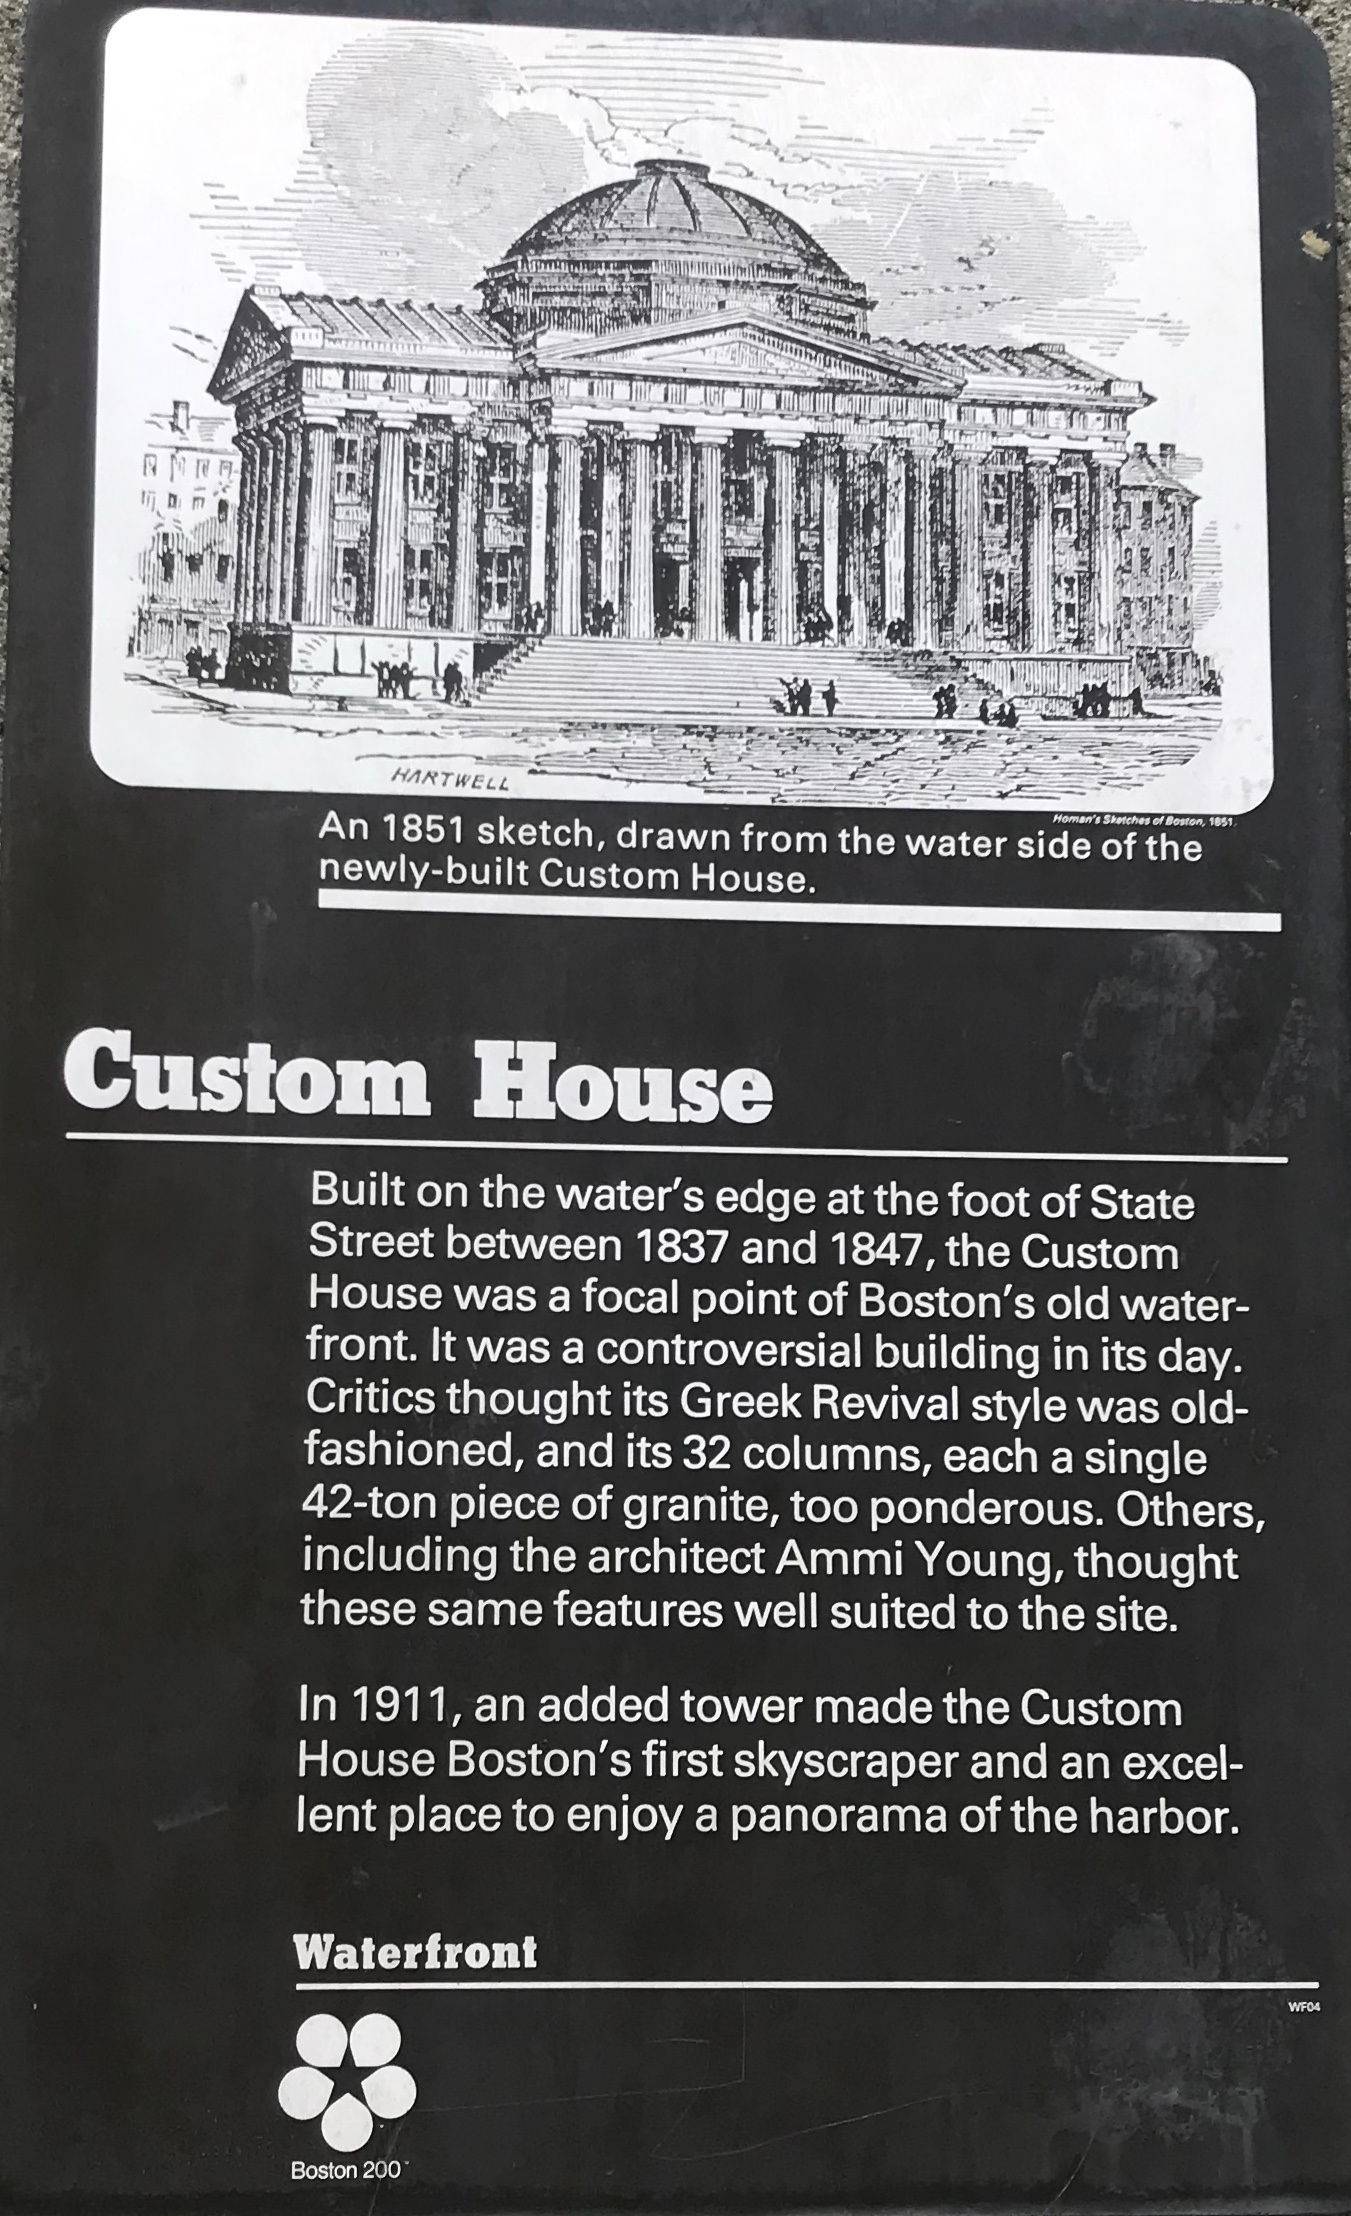 HARTWELL
Homan's Sketches of Boston, 1851.
An 1851 sketch, drawn from the water side of the
newly-built Custom House.
Custom House
Built on the water's edge at the foot of State
Street between 1837 and 1847, the Custom
House was a focal point of Boston's old water-
front. It was a controversial building in its day.
Critics thought its Greek Revival style was old-
fashioned, and its 32 columns, each a single
42-ton piece of granite, too ponderous. Others,
including the architect Ammi Young, thought
these same features well suited to the site.
In 1911, an added tower made the Custom
House Boston's first skyscraper and an excel-
lent place to enjoy a panorama of the harbor.
Waterfront
WF04
Boston 200